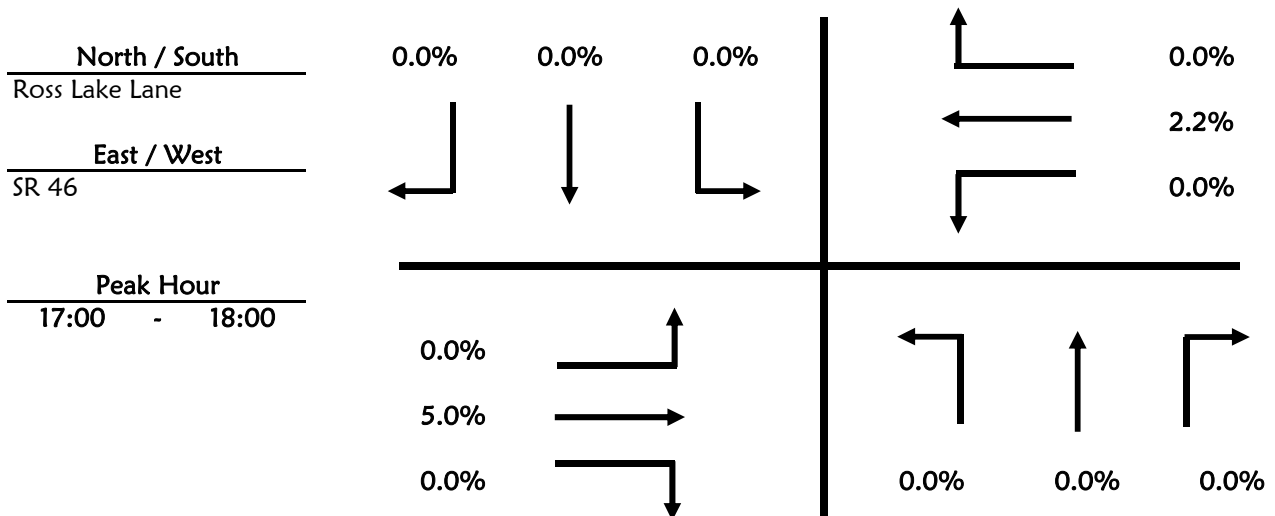 North / South
Ross Lake Lane
East / West
SR 46
Peak Hour
17:00 - 18:00
0.0% 0.0% 0.0%
0.0%
2.2%
0.0%
0.0%
5.0%
0.0%
0.0% 0.0% 0.0%